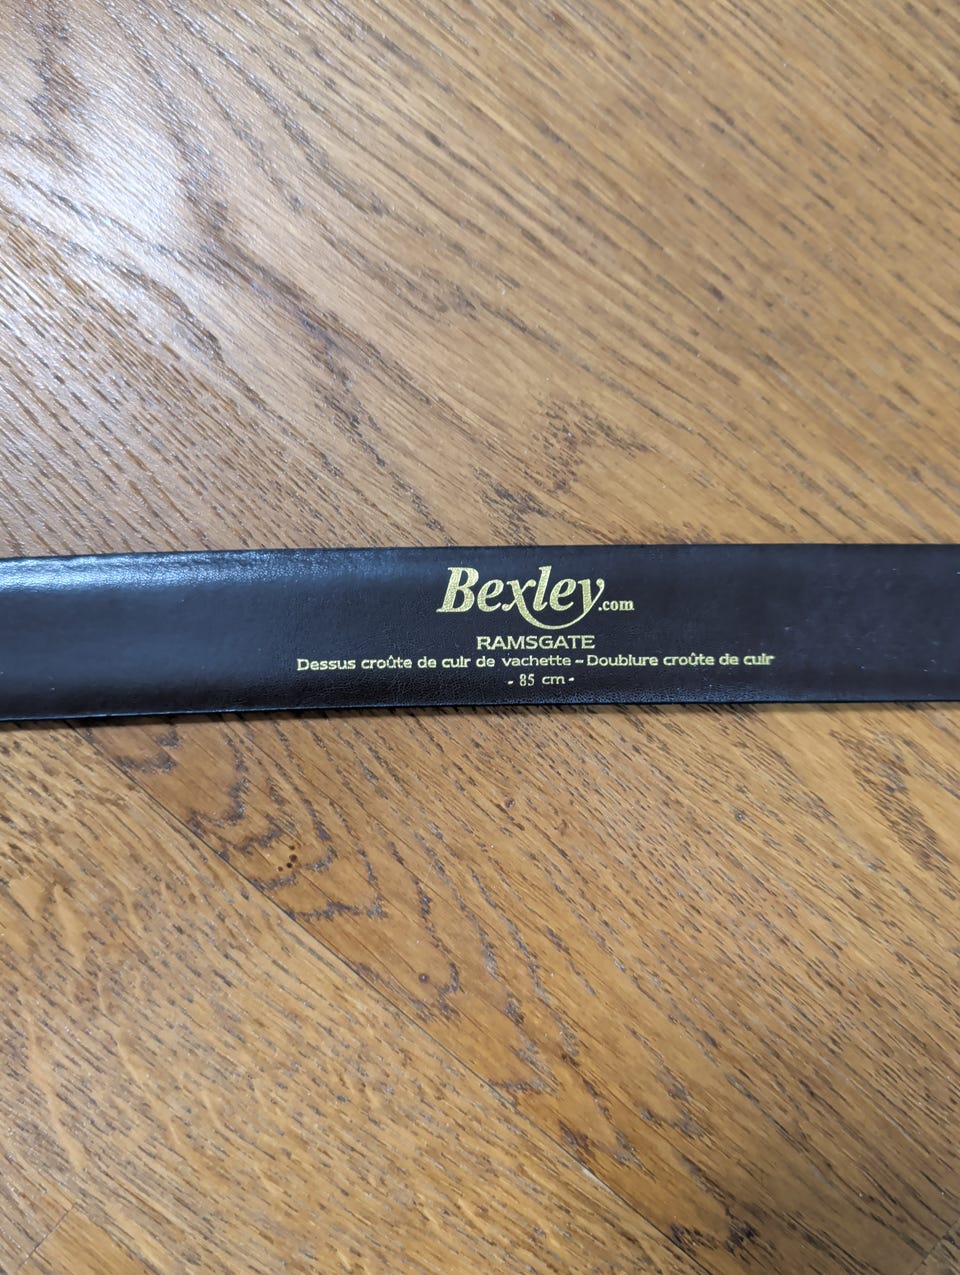 Bexley.com
RAMSGATE
Dessus croûte de cuir de vachette - Doublure croûte de cuir
- 85 cm -